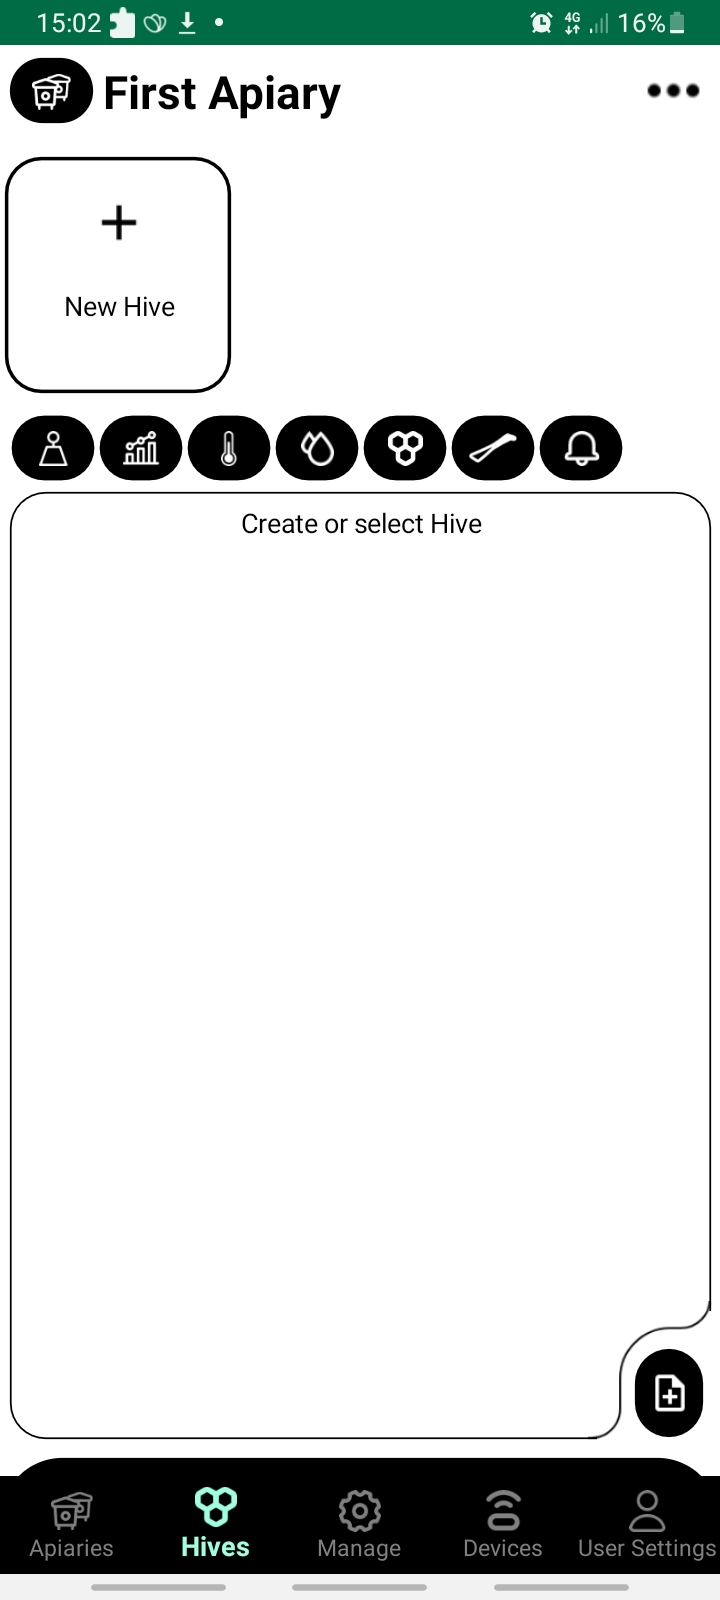 15:02
4G
16%
First Apiary
New Hive
Create or select Hive
Apiaries
Hives
Manage
Devices
User Settings